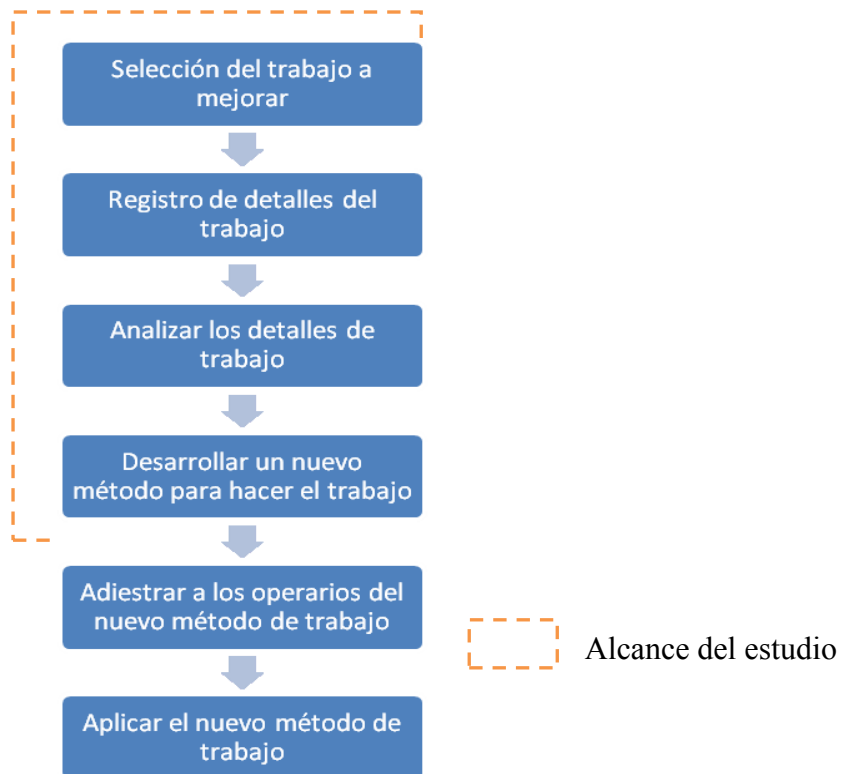 Selección del trabajo a
mejorar
Registro de detalles del
trabajo
Analizar los detalles de
trabajo
Desarrollar un nuevo
método para hacer el trabajo
Adiestrar a los operarios del
nuevo método de trabajo
Alcance del estudio
Aplicar el nuevo método de
trabajo